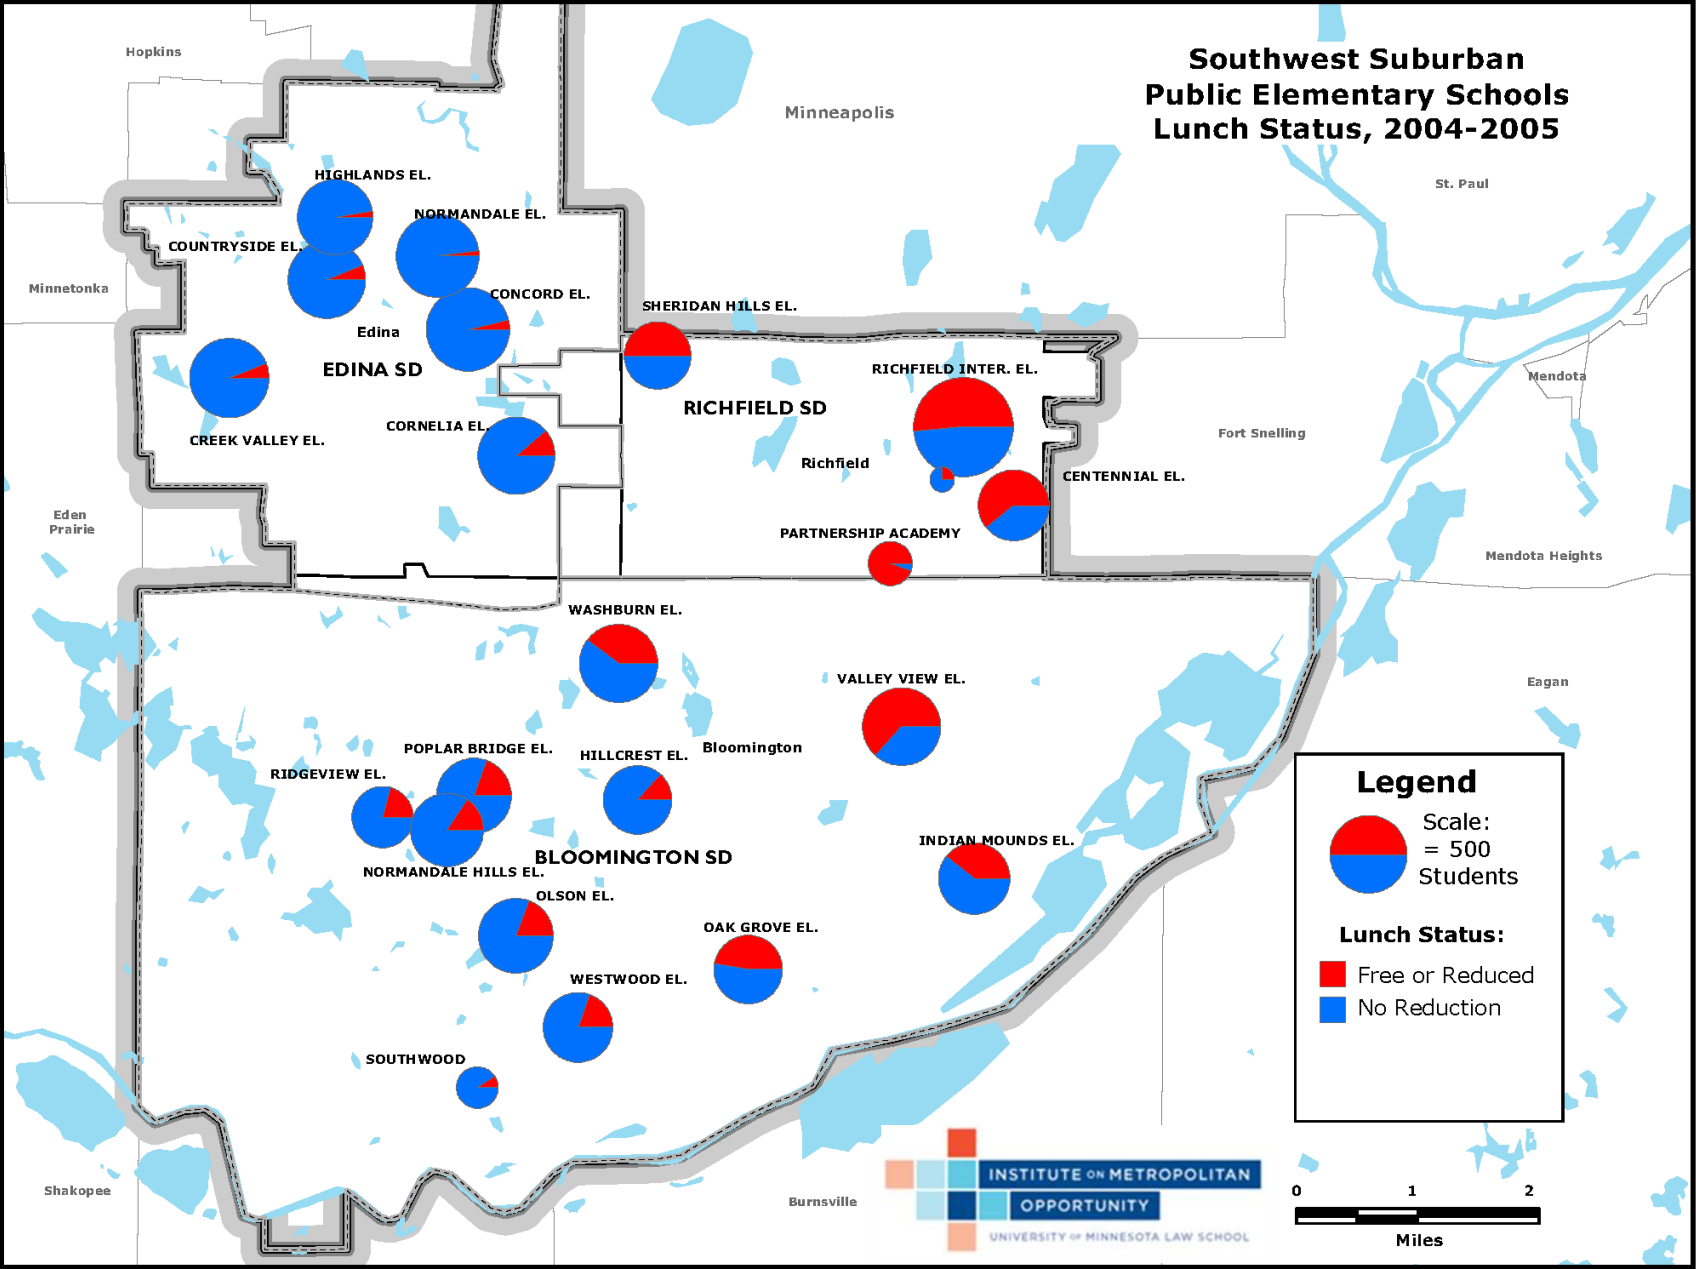 Southwest Suburban
Public Elementary Schools
Lunch Status, 2004-2005
Hopkins
Minneapolis
St. Paul
HIGHLANDS EL.
NORMANDALE EL.
COUNTRYSIDE EL.
Minnetonka
CONCORD EL.
SHERIDAN HILLS EL.
Edina
EDINA SD
RICHFIELD INTER. EL.
Mendota
RICHFIELD SD
CORNELIA EL.
CREEK VALLEY EL.
Fort Snelling
Richfield
CENTENNIAL EL.
Eden
Prairie
PARTNERSHIP ACADEMY
Mendota Heights
WASHBURN EL.
VALLEY VIEW EL.
Eagan
POPLAR BRIDGE EL.
HILLCREST EL.
Bloomington
RIDGEVIEW EL.
INDIAN MOUNDS EL.
BLOOMINGTON SD
NORMANDALE HILLS EL.
OLSON EL.
OAK GROVE EL.
WESTWOOD EL.
SOUTHWOOD
Shakopee
Burnsville
Legend
Scale:
= 500
Students
Lunch Status:
Free or Reduced
No Reduction
INSTITUTE ON METROPOLITAN
OPPORTUNITY
UNIVERSITY OF MINNESOTA LAW SCHOOL
0 1 2
Miles